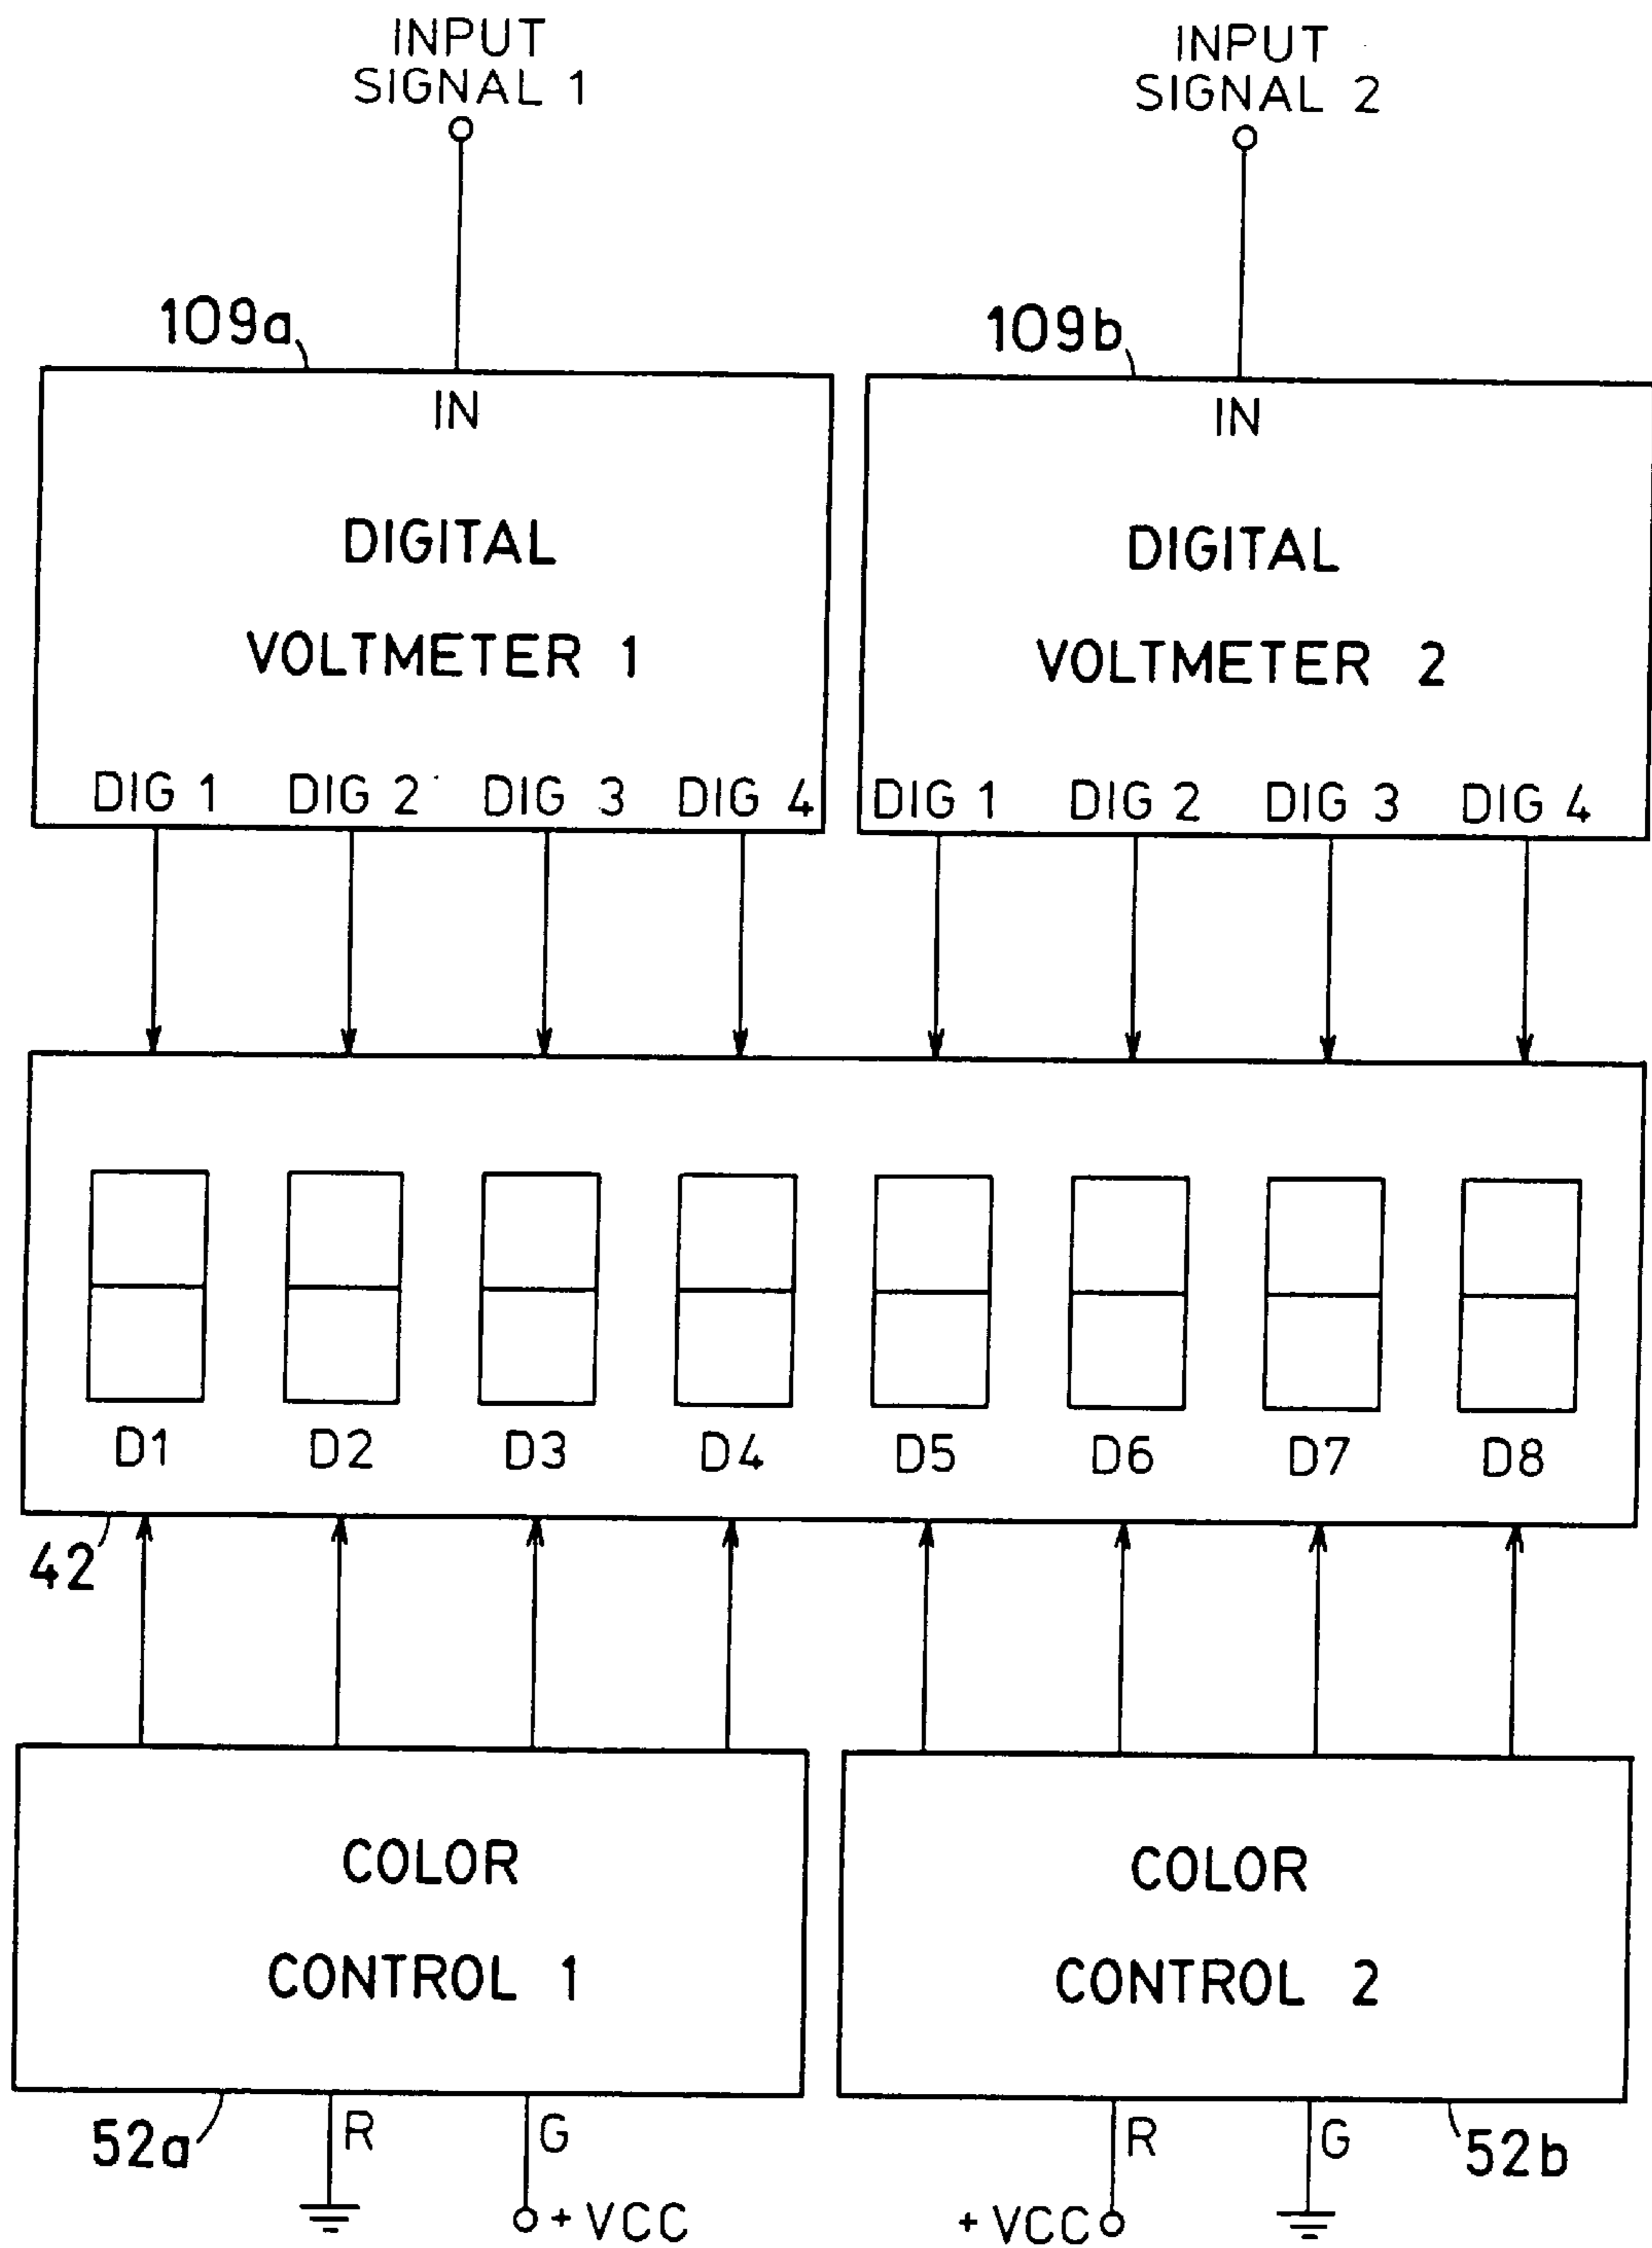 INPUT
SIGNAL 1
INPUT
SIGNAL 2
109a
109b
IN
IN
DIGITAL
VOLTMETER 1
DIGITAL
VOLTMETER 2
DIG 1 DIG 2 DIG 3 DIG 4
DIG 1 DIG 2 DIG 3 DIG 4
D1 D2 D3 D4 D5 D6 D7 D8
42
COLOR
CONTROL 1
COLOR
CONTROL 2
52a
R
G
R
G
52b
+VCC
+VCC